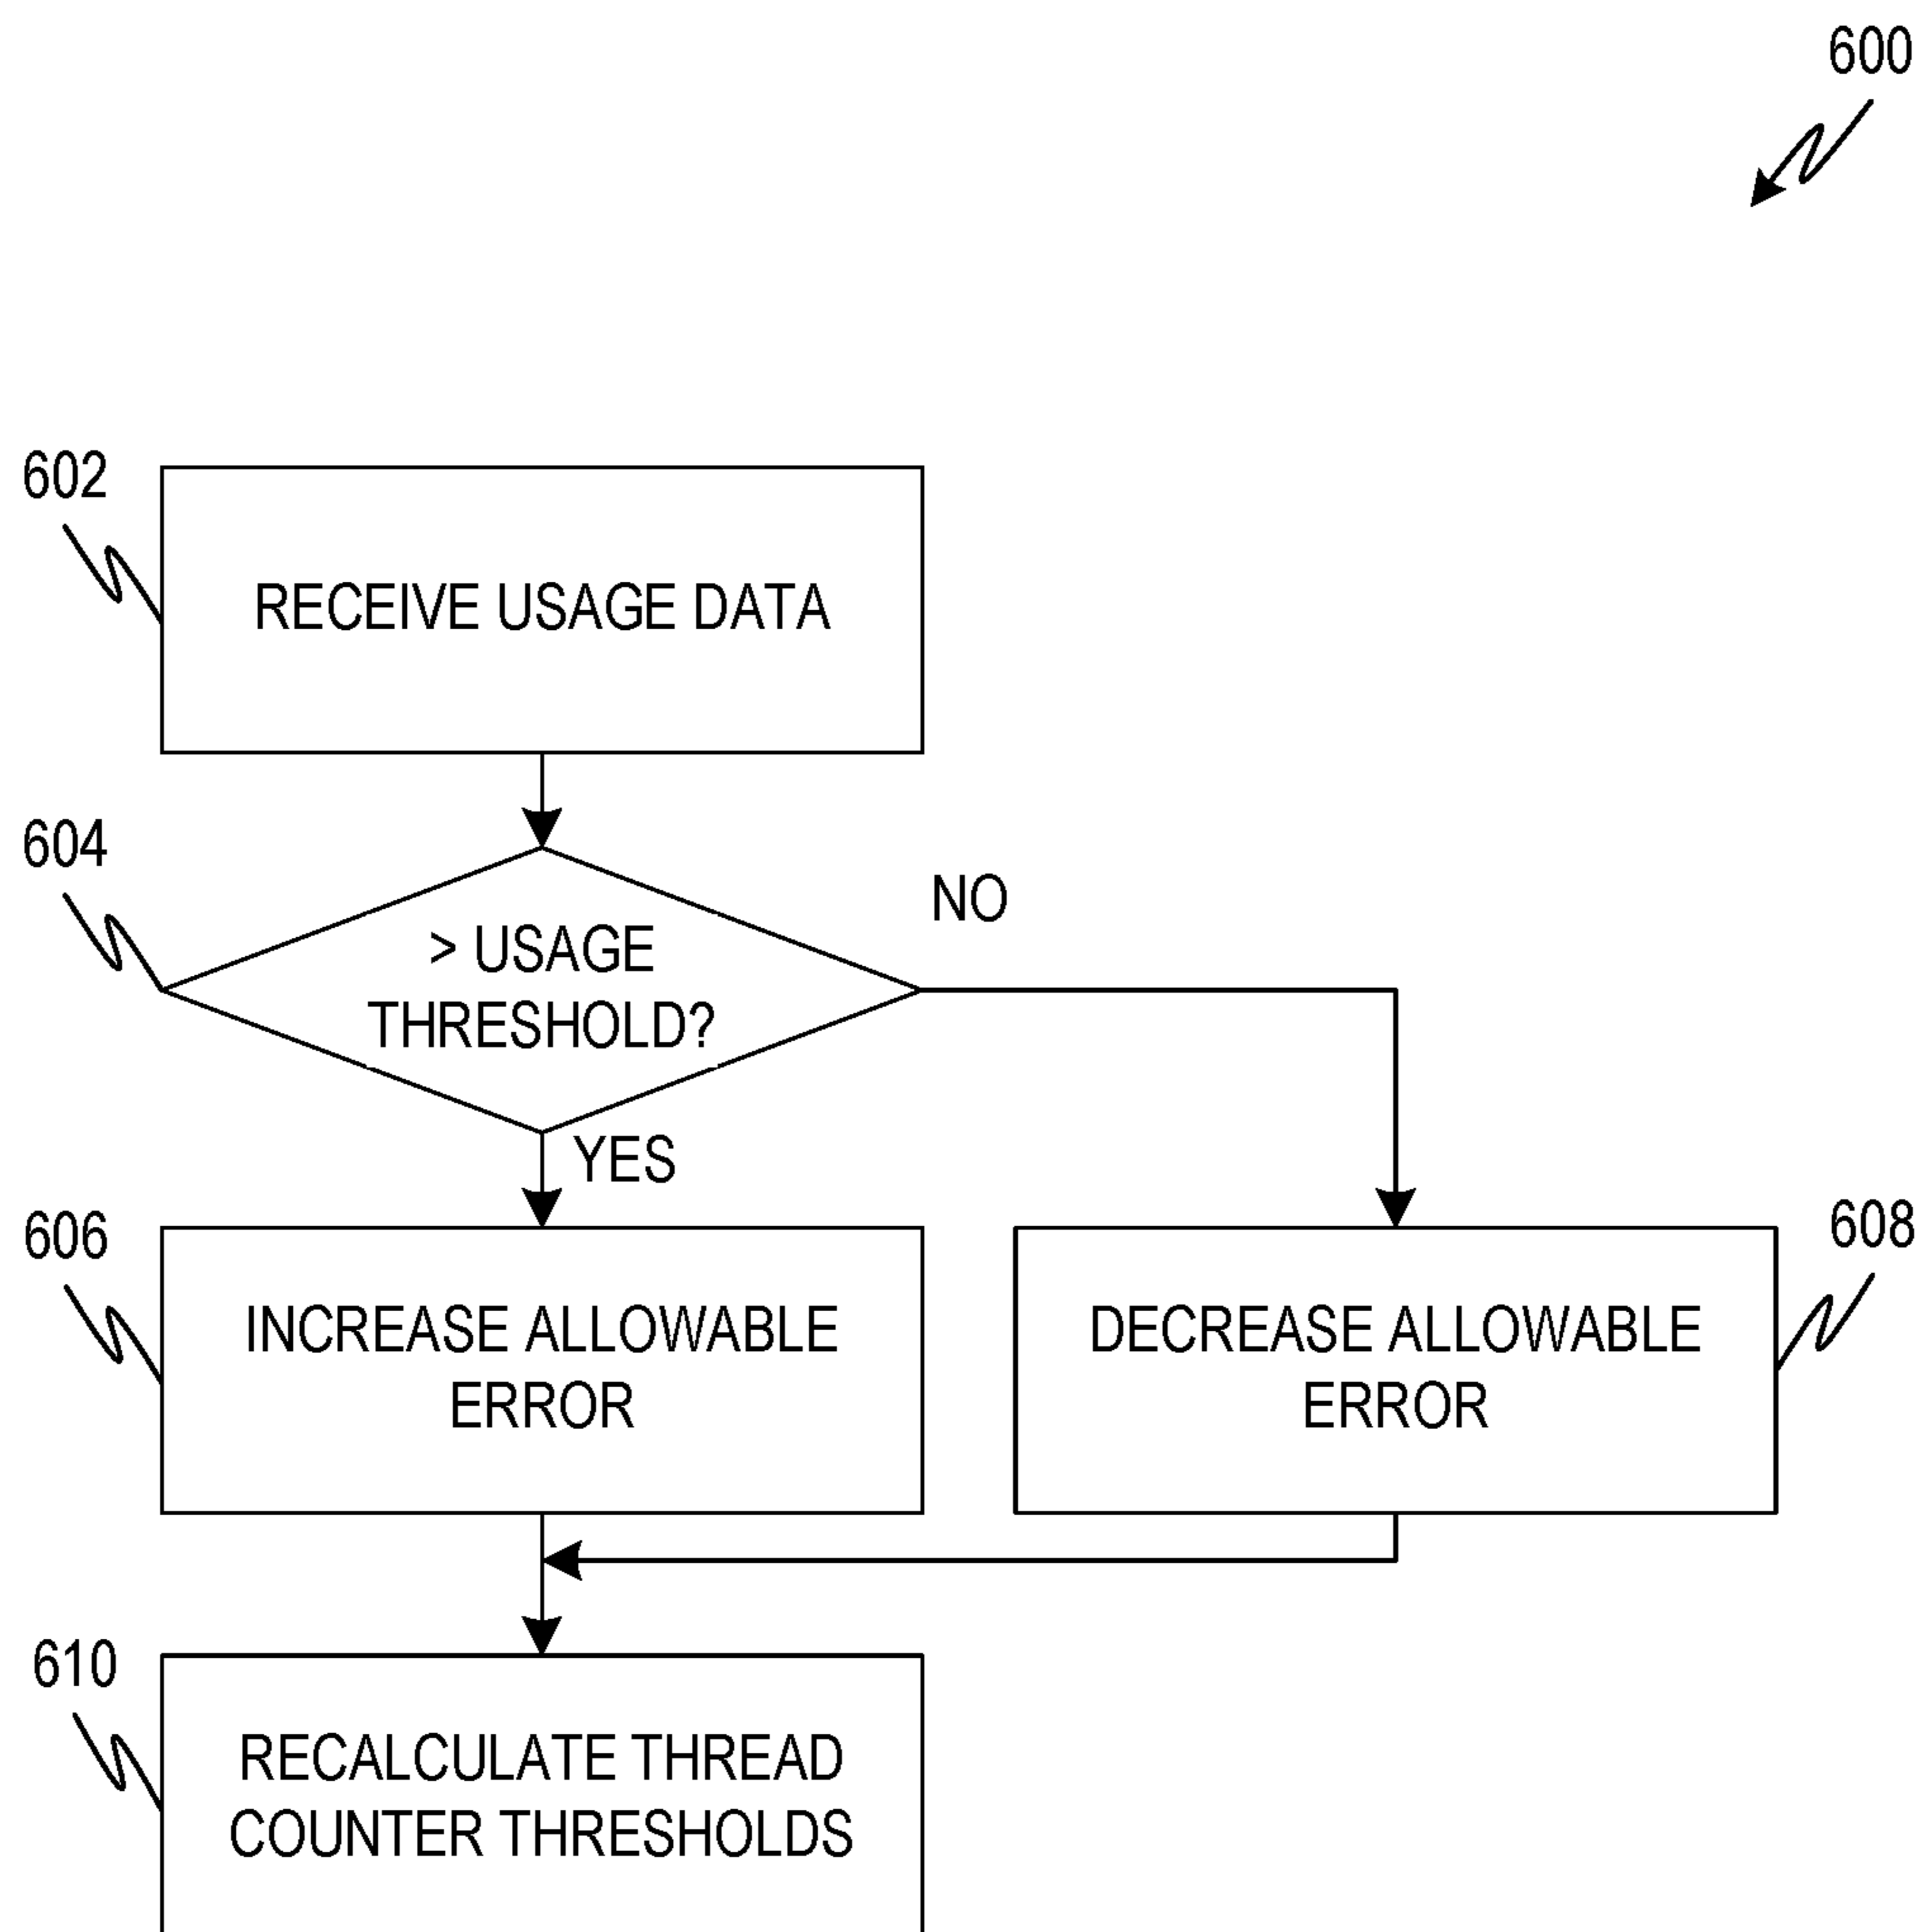 600
602
RECEIVE USAGE DATA
604
NO
> USAGE
THRESHOLD?
YES
606
608
INCREASE ALLOWABLE
ERROR
DECREASE ALLOWABLE
ERROR
610
RECALCULATE THREAD
COUNTER THRESHOLDS